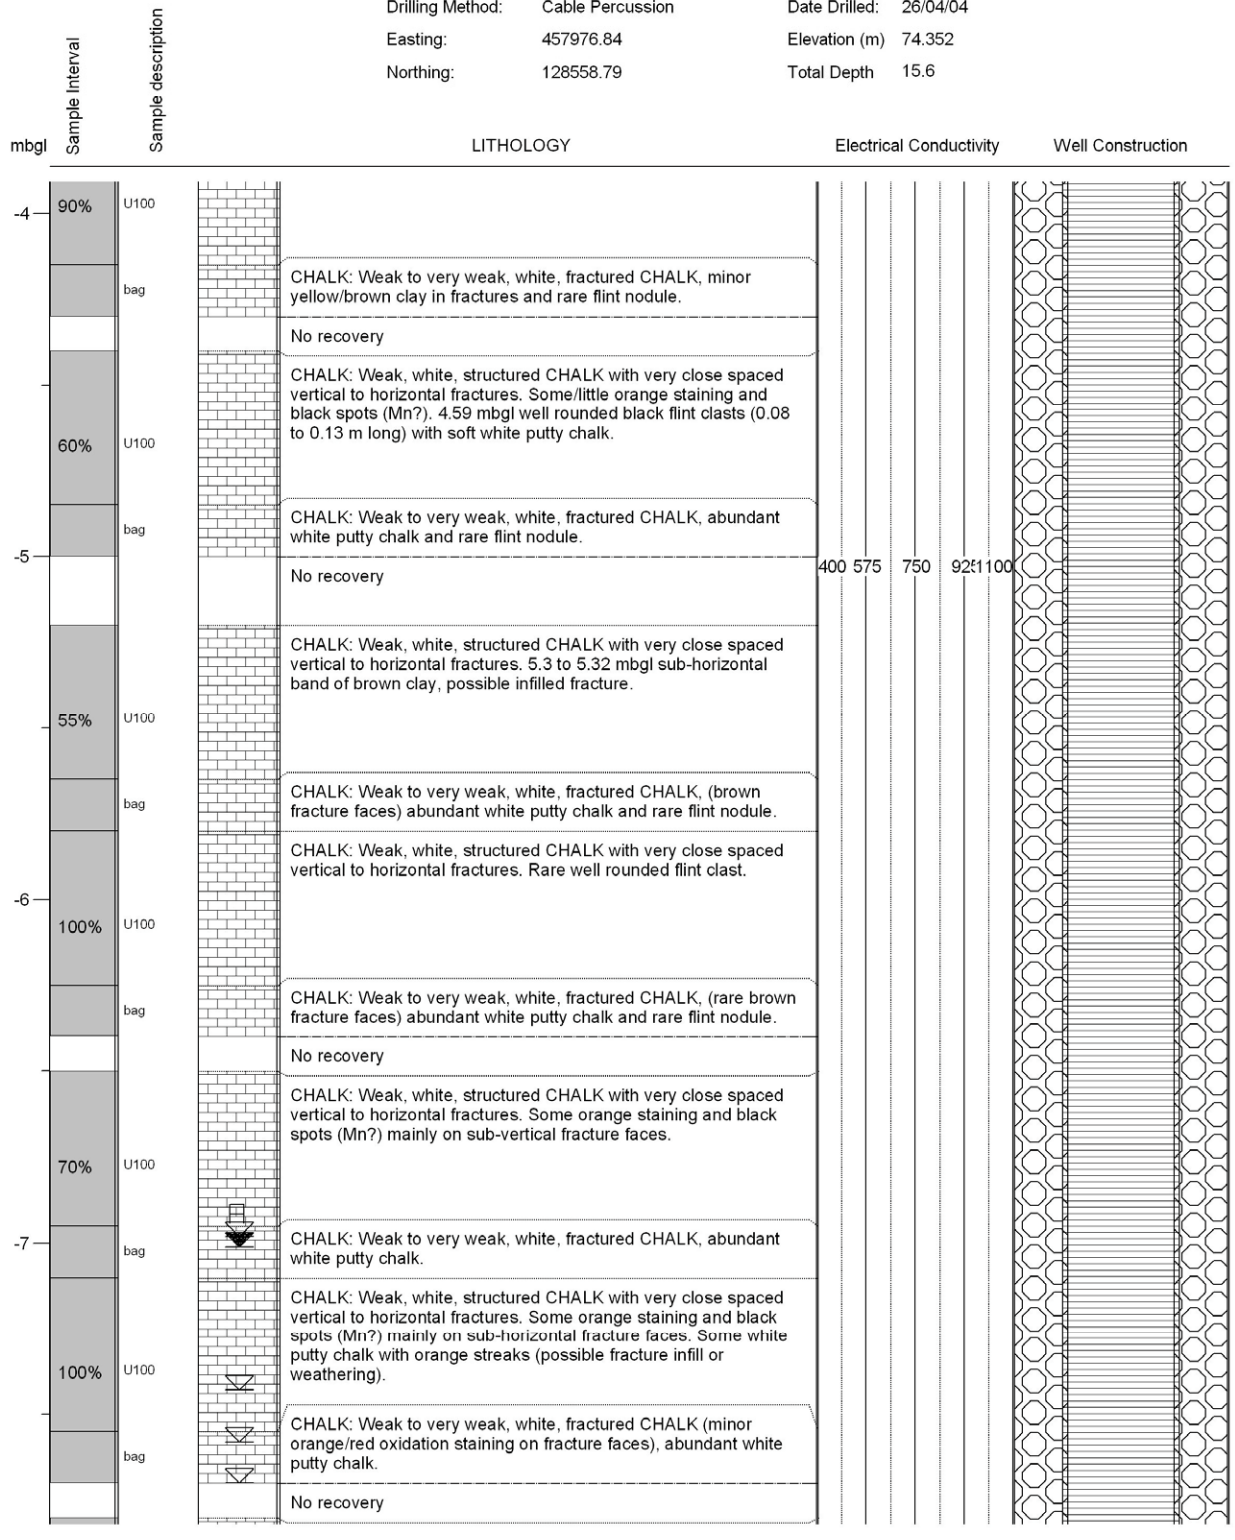 Drilling Method: Cable Percussion Date Drilled: 26/04/04
Easting: 457976.84 Elevation (m) 74.352
Northing: 128558.79 Total Depth 15.6
mbgl Sample Interval Sample description LITHOLOGY Electrical Conductivity Well Construction
-4 90% U100
bag CHALK: Weak to very weak, white, fractured CHALK, minor
yellow/brown clay in fractures and rare flint nodule.
No recovery
CHALK: Weak, white, structured CHALK with very close spaced
vertical to horizontal fractures. Some/little orange staining and
black spots (Mn?). 4.59 mbgl well rounded black flint clasts (0.08
to 0.13 m long) with soft white putty chalk.
60% U100
bag CHALK: Weak to very weak, white, fractured CHALK, abundant
white putty chalk and rare flint nodule.
-5
No recovery 400 575 750 925 1100
CHALK: Weak, white, structured CHALK with very close spaced
vertical to horizontal fractures. 5.3 to 5.32 mbgl sub-horizontal
band of brown clay, possible infilled fracture.
55% U100
bag CHALK: Weak to very weak, white, fractured CHALK, (brown
fracture faces) abundant white putty chalk and rare flint nodule.
CHALK: Weak, white, structured CHALK with very close spaced
vertical to horizontal fractures. Rare well rounded flint clast.
-6
100% U100
bag CHALK: Weak to very weak, white, fractured CHALK, (rare brown
fracture faces) abundant white putty chalk and rare flint nodule.
No recovery
CHALK: Weak, white, structured CHALK with very close spaced
vertical to horizontal fractures. Some orange staining and black
spots (Mn?) mainly on sub-vertical fracture faces.
70% U100
-7 bag CHALK: Weak to very weak, white, fractured CHALK, abundant
white putty chalk.
CHALK: Weak, white, structured CHALK with very close spaced
vertical to horizontal fractures. Some orange staining and black
spots (Mn?) mainly on sub-horizontal fracture faces. Some white
putty chalk with orange streaks (possible fracture infill or
weathering).
100% U100
bag CHALK: Weak to very weak, white, fractured CHALK (minor
orange/red oxidation staining on fracture faces), abundant white
putty chalk.
No recovery